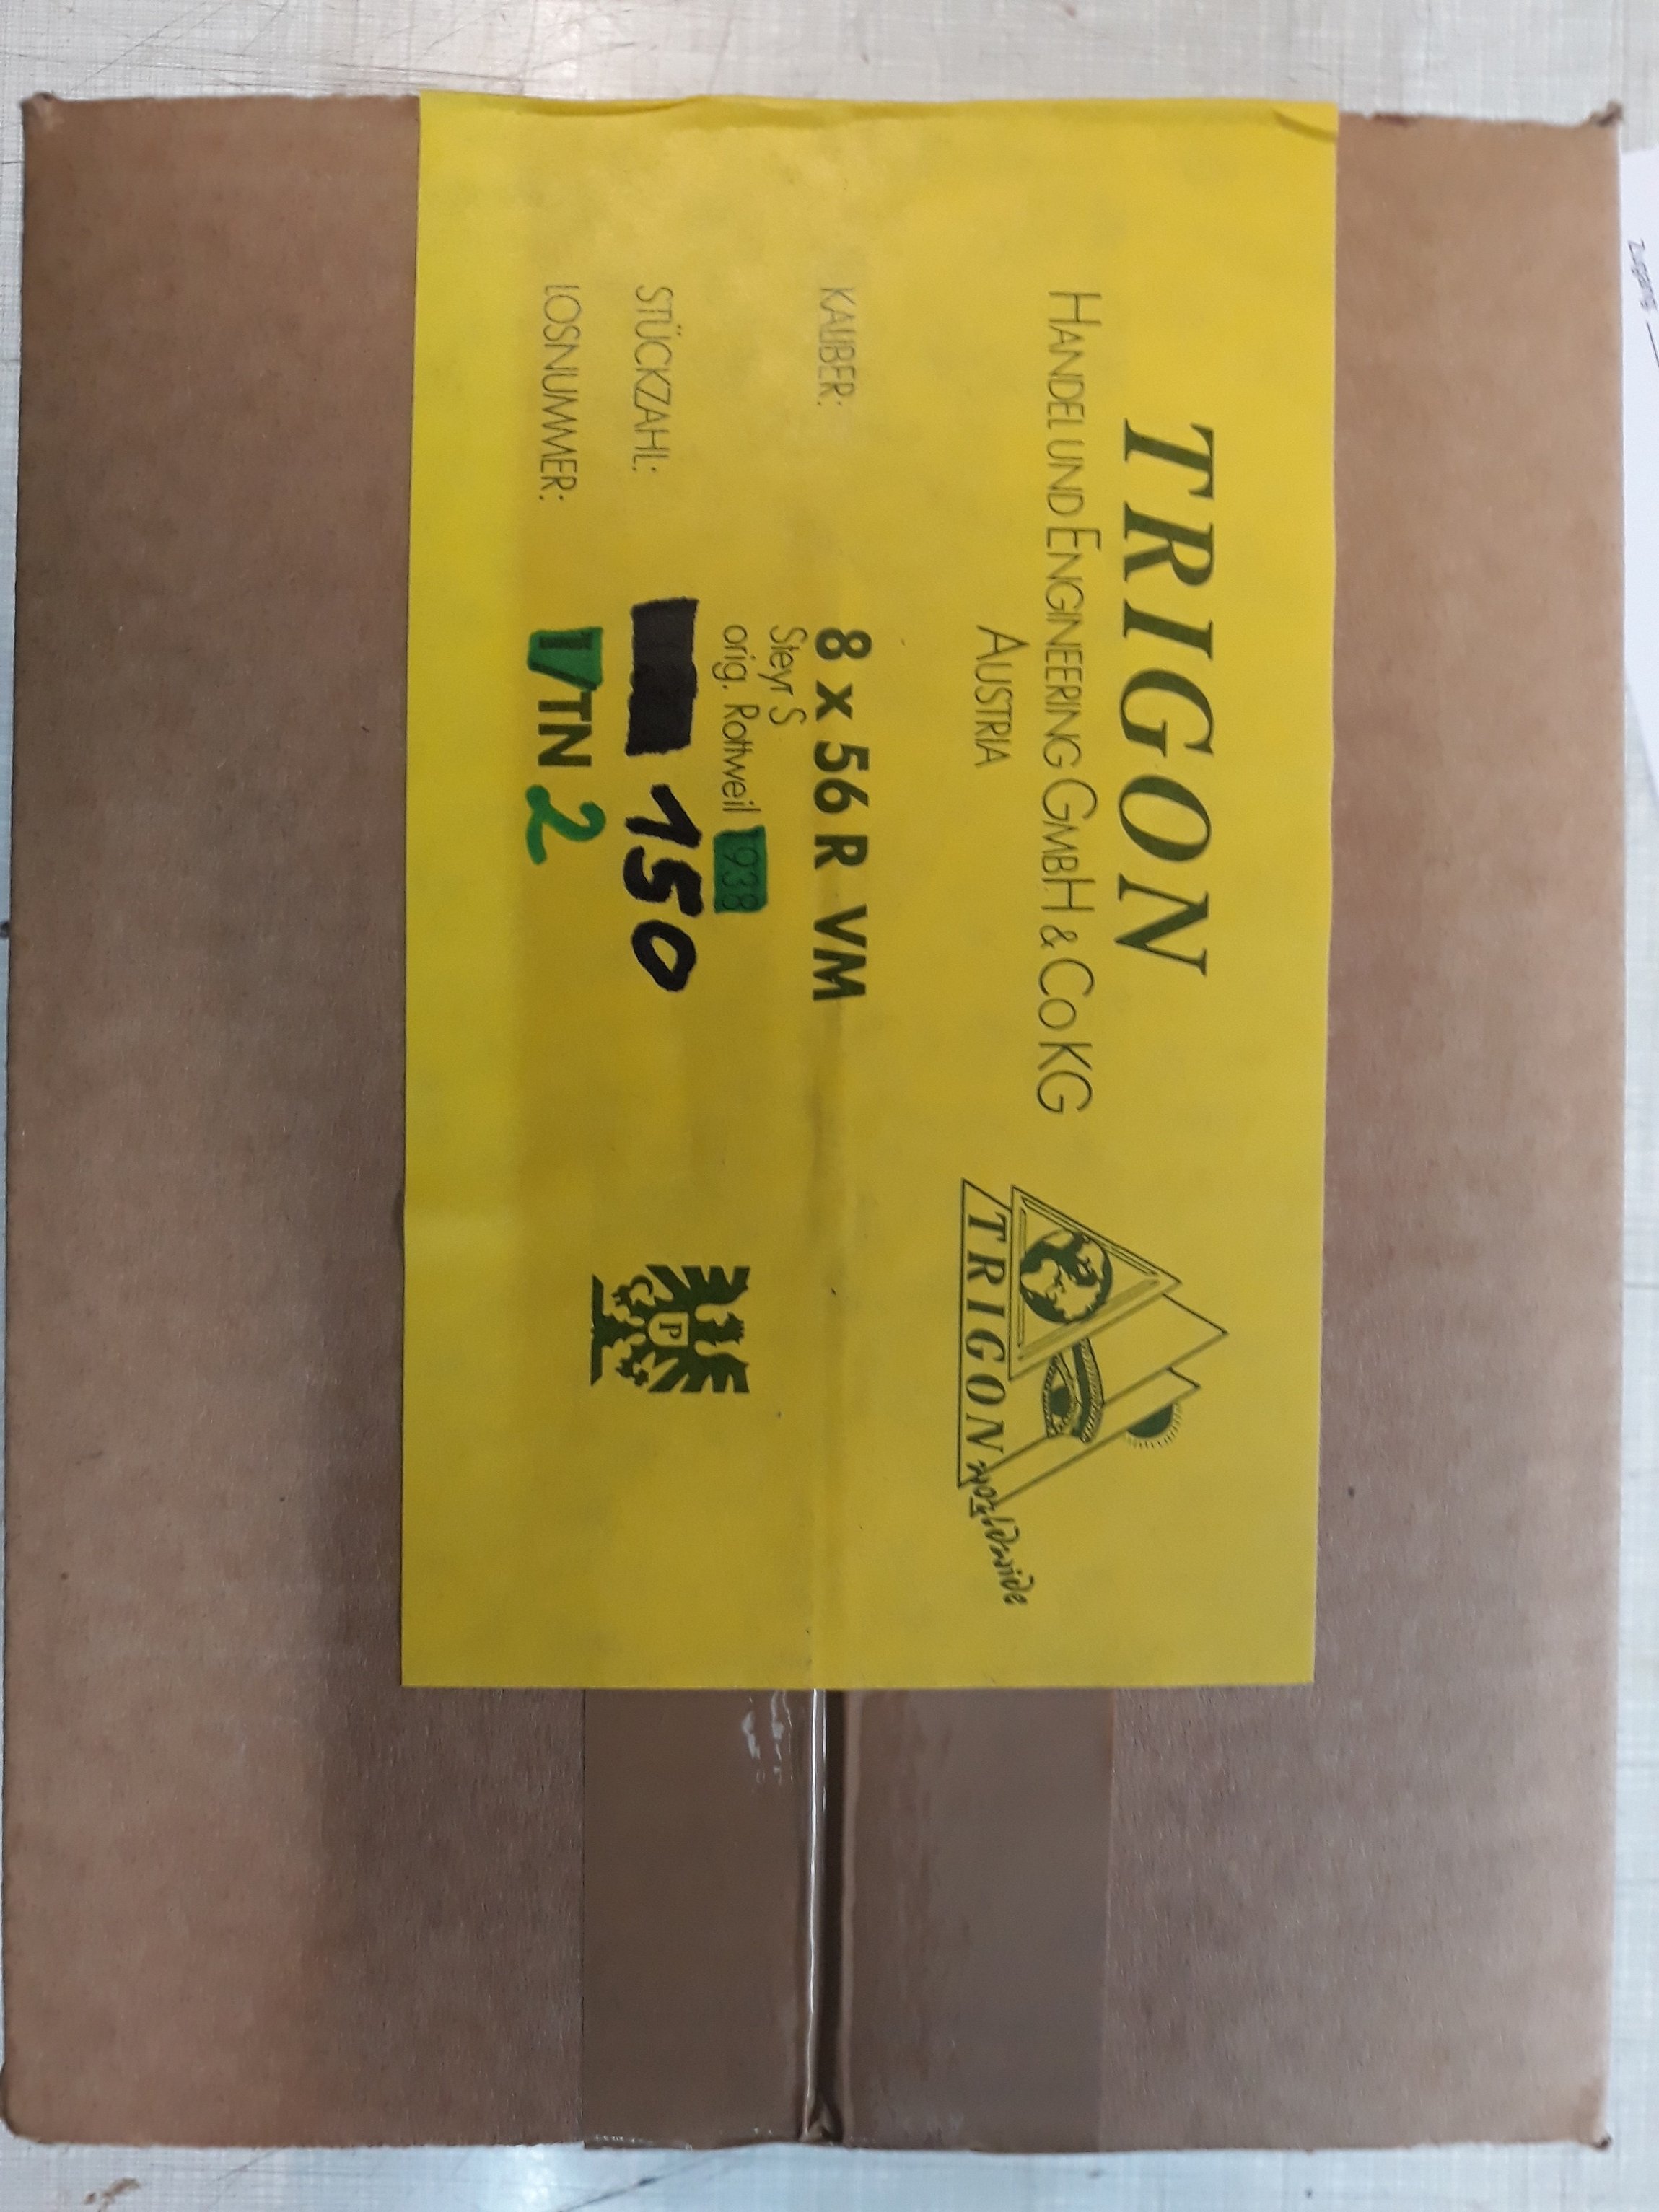 TRIGON
HANDEL UND ENGINEERING GMBH & CO KG
AUSTRIA
TRIGON worldwide
KALIBER: 8 x 56 R VM
Steyr S
orig. Rottweil 1938
STÜCKZAHL: 150
LOSNUMMER: 1/TN 2
P
Zugang